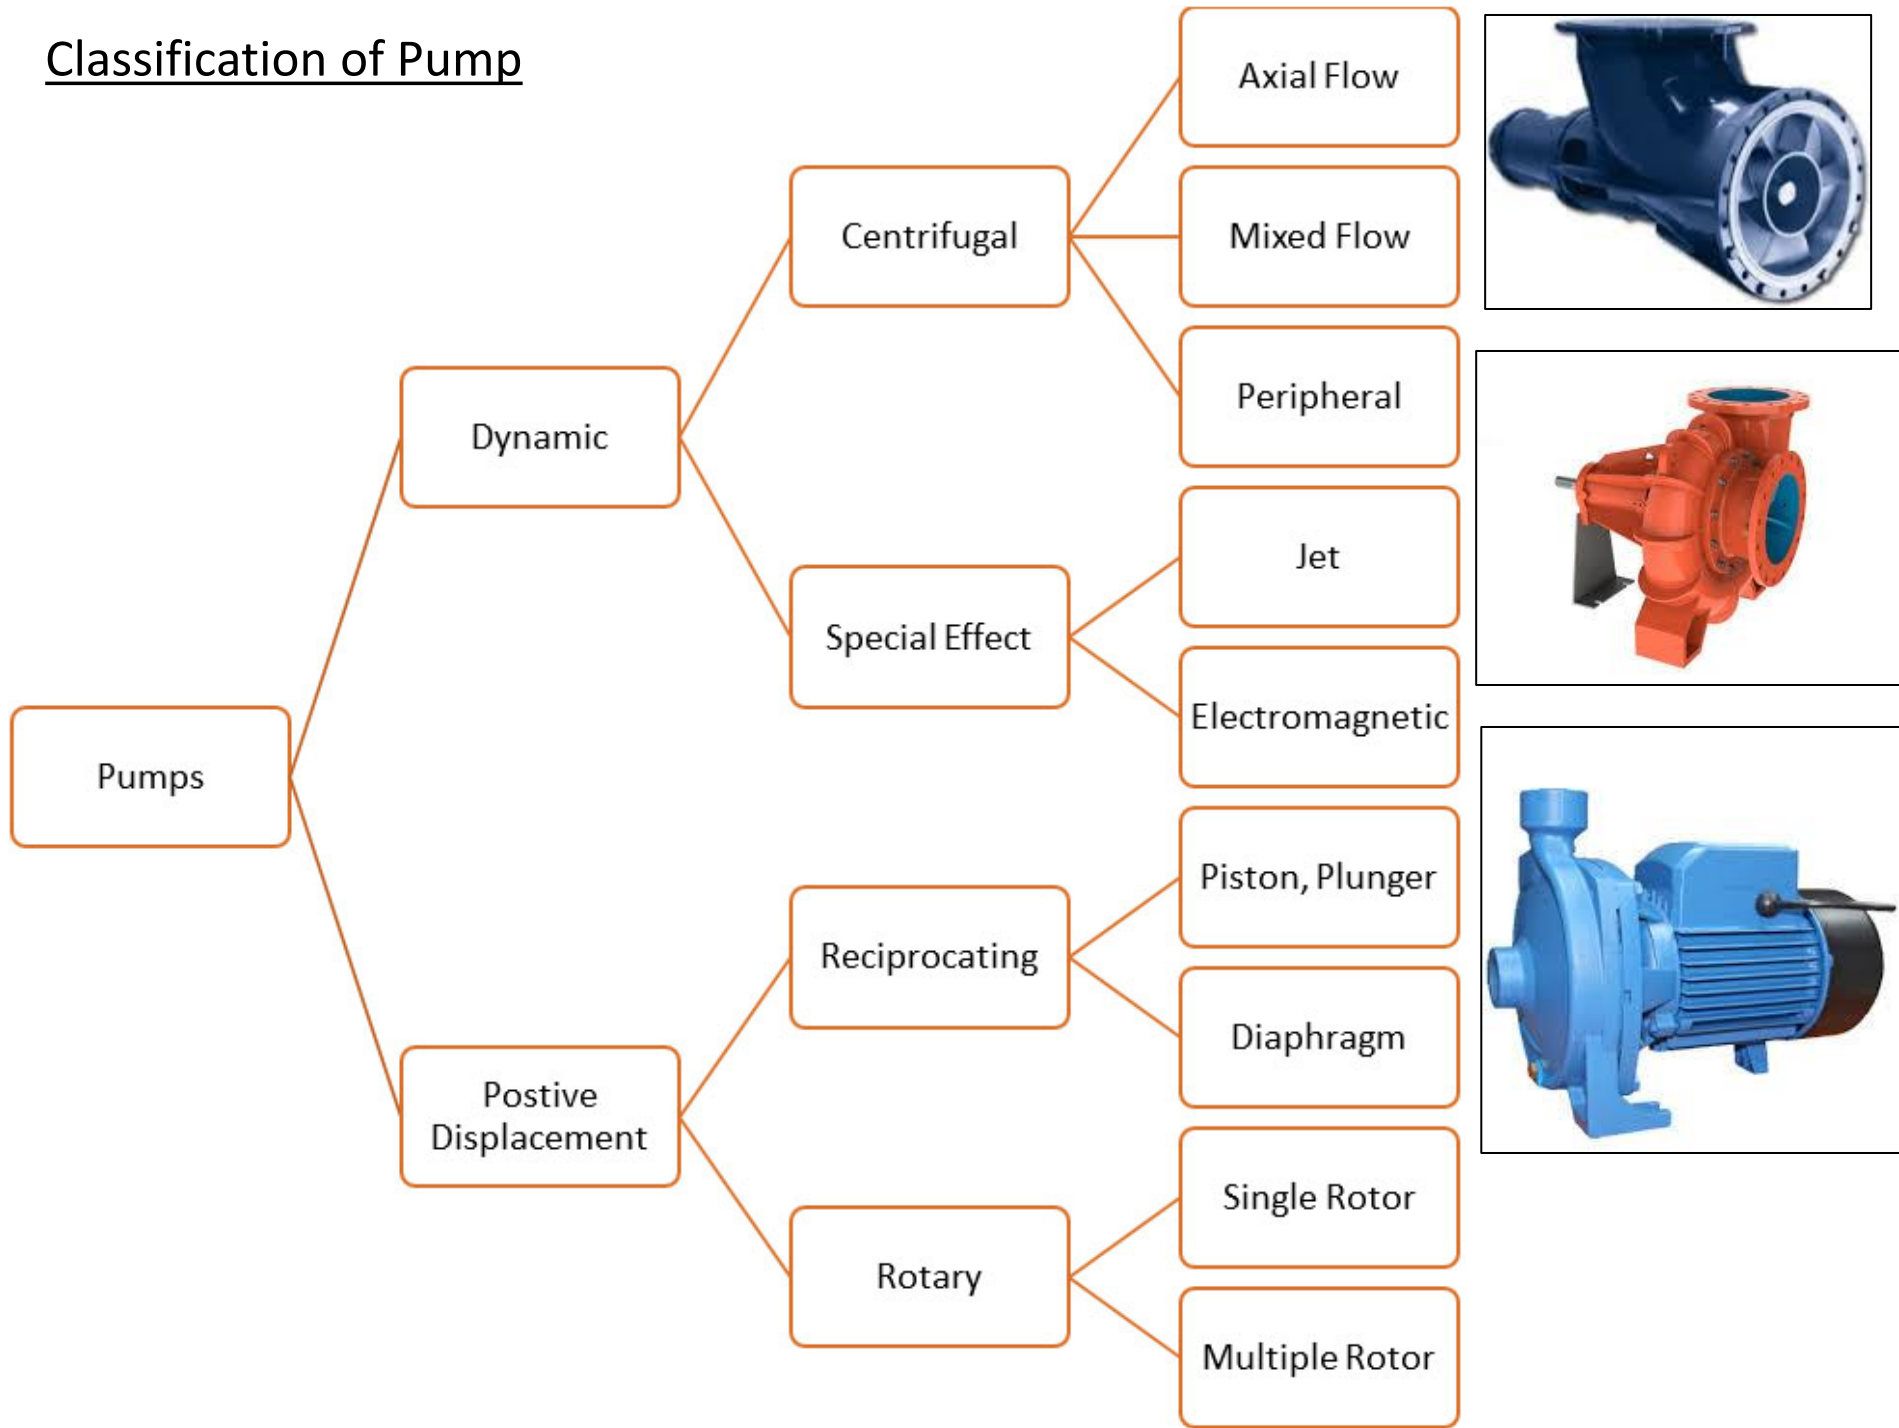 Classification of Pump
Axial Flow
Centrifugal
Mixed Flow
Peripheral
Dynamic
Jet
Special Effect
Electromagnetic
Pumps
Piston, Plunger
Reciprocating
Diaphragm
Postive
Displacement
Single Rotor
Rotary
Multiple Rotor